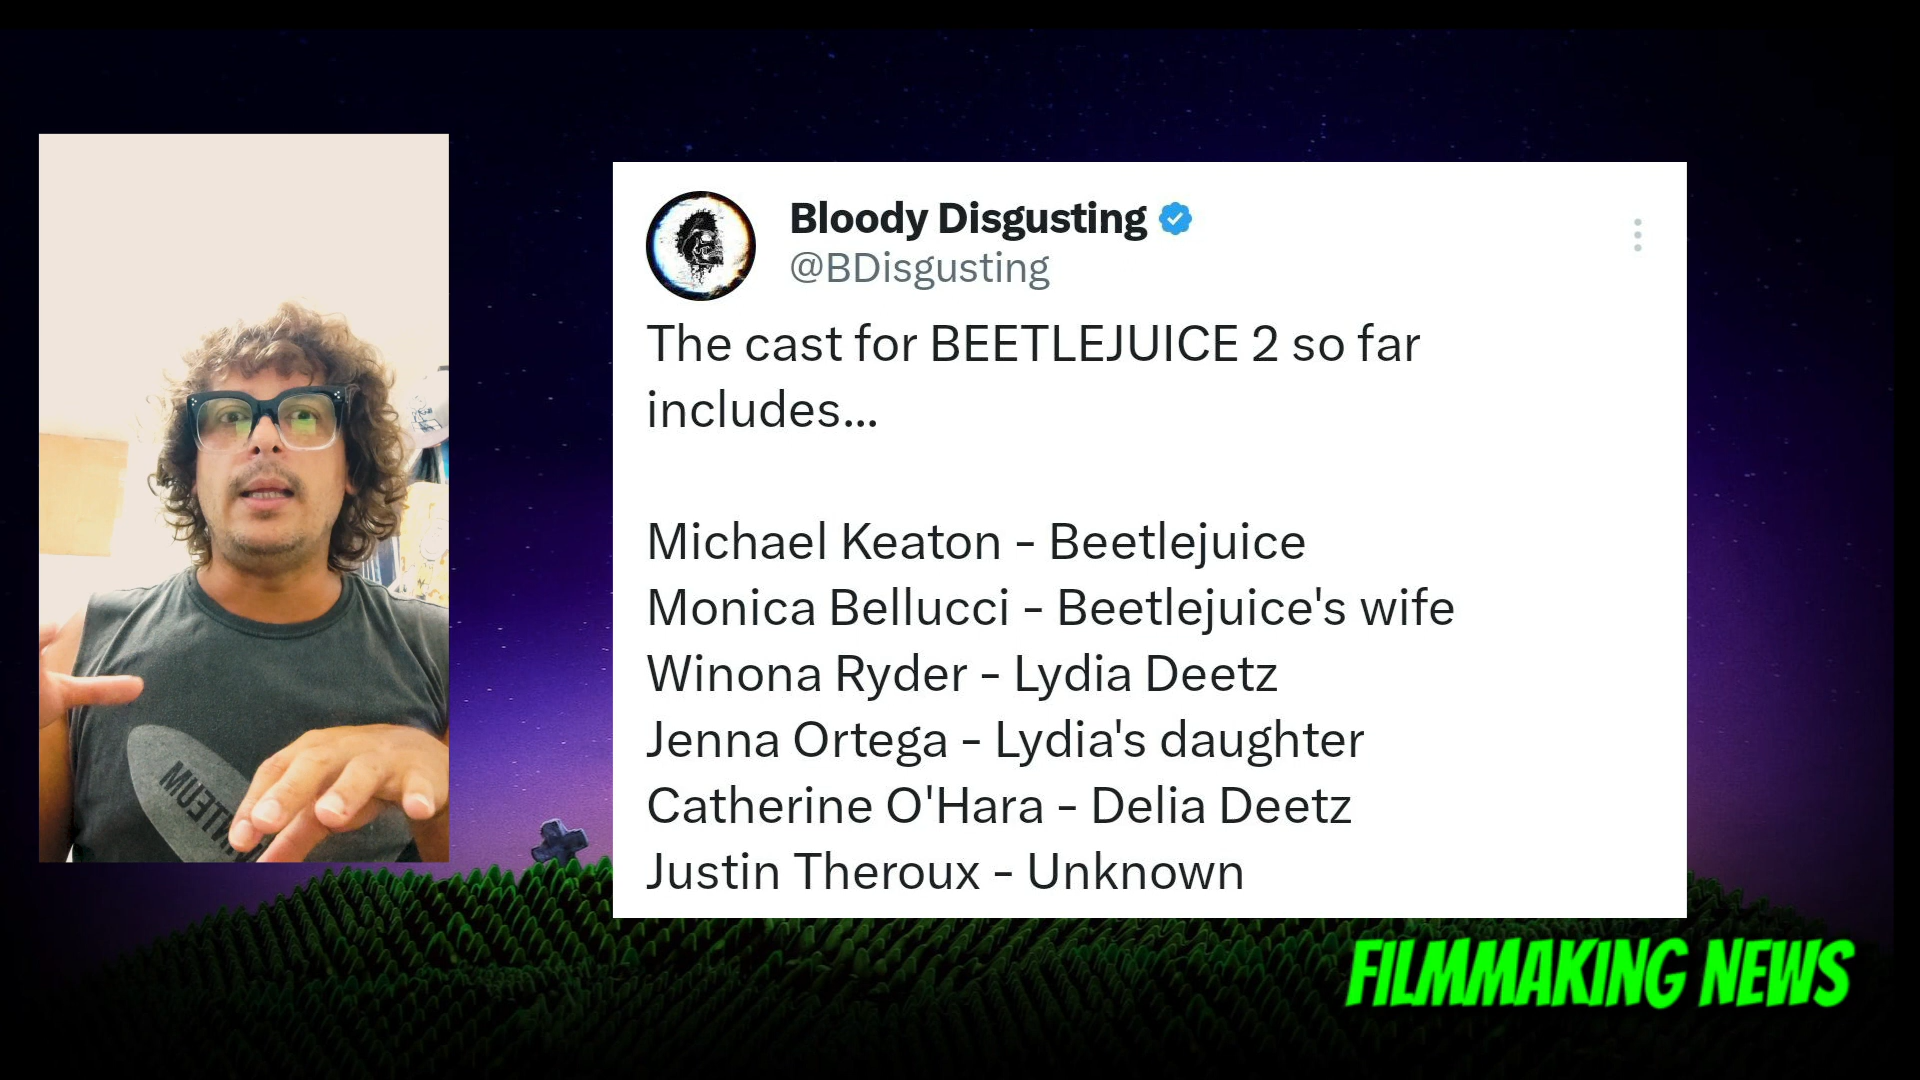 Bloody Disgusting
@BDisgusting
The cast for BEETLEJUICE 2 so far
includes...
Michael Keaton - Beetlejuice
Monica Bellucci - Beetlejuice's wife
Winona Ryder - Lydia Deetz
Jenna Ortega - Lydia's daughter
Catherine O'Hara - Delia Deetz
Justin Theroux - Unknown
FILMMAKING NEWS